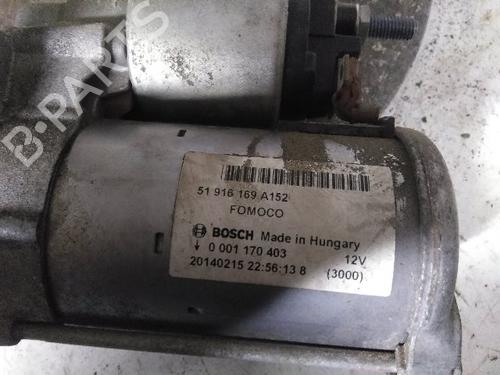 B-PARTS
51 916 169 A152
FOMOCO
BOSCH Made in Hungary
0 001 170 403 12V
20140215 22:56:13 8 (3000)